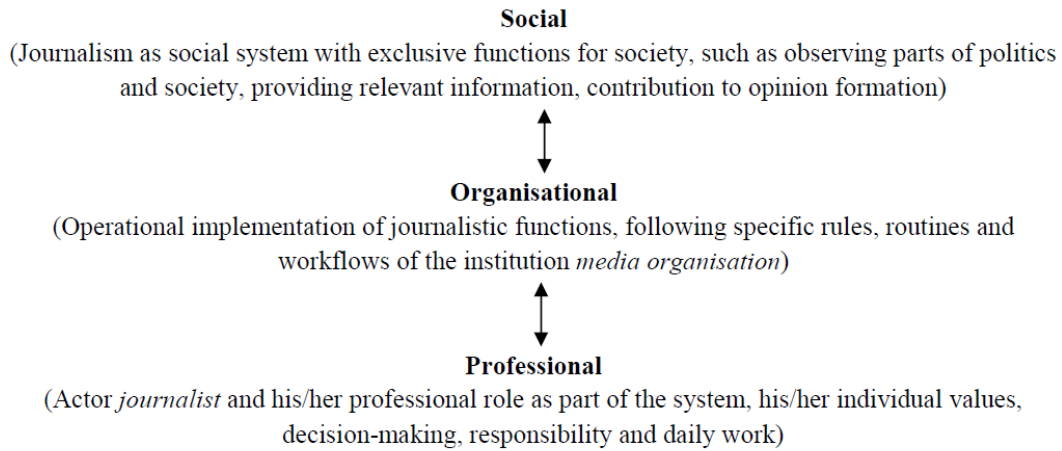 Social
(Journalism as social system with exclusive functions for society, such as observing parts of politics
and society, providing relevant information, contribution to opinion formation)
Organisational
(Operational implementation of journalistic functions, following specific rules, routines and
workflows of the institution media organisation)
Professional
(Actor journalist and his/her professional role as part of the system, his/her individual values,
decision-making, responsibility and daily work)